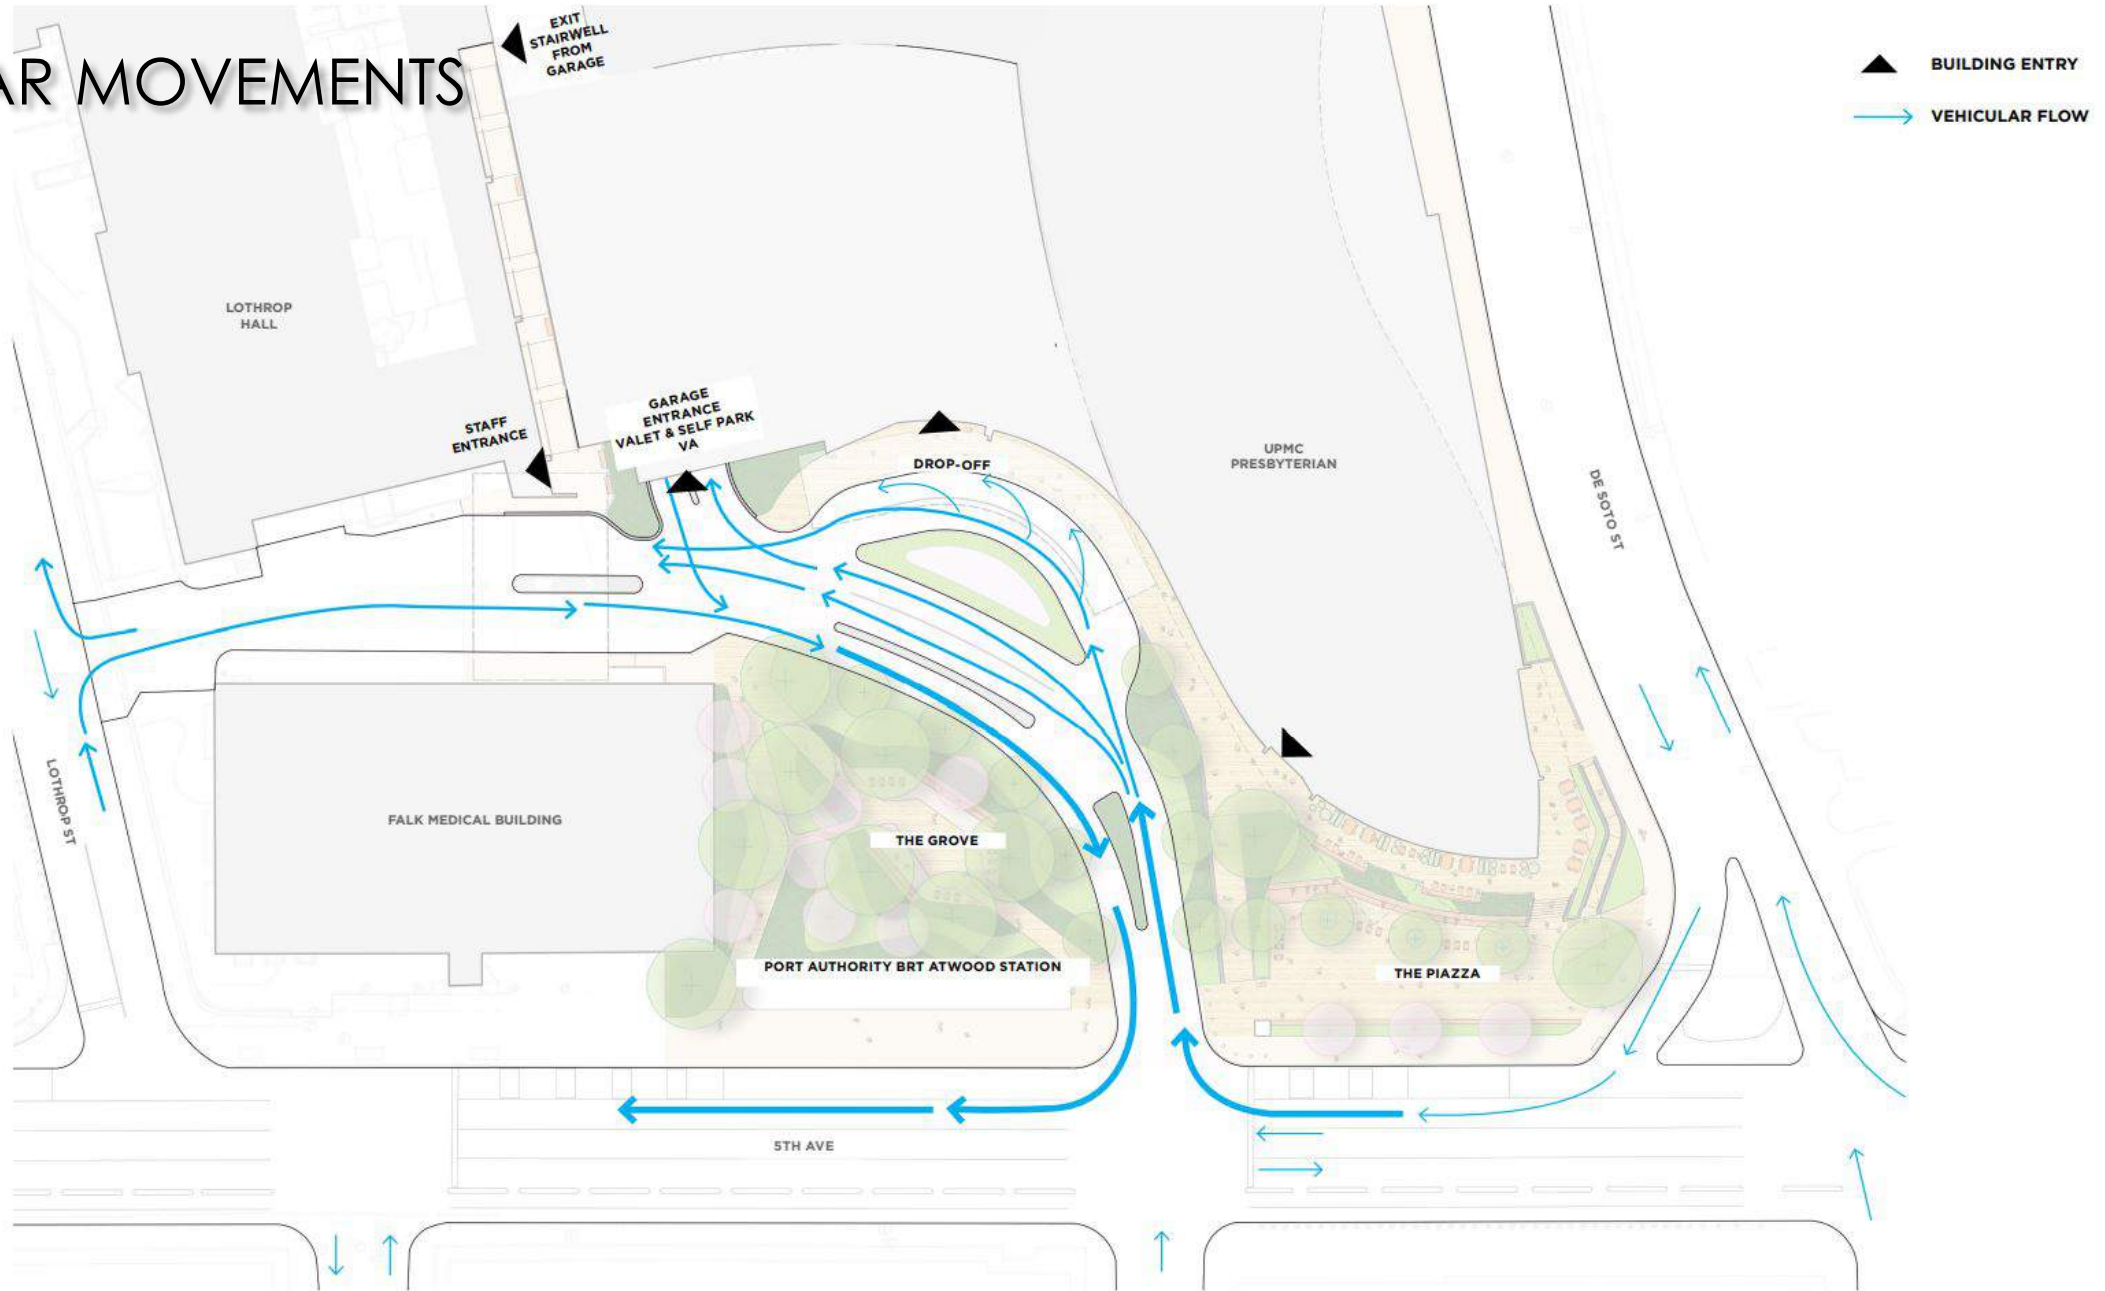 AR MOVEMENTS
EXIT
STAIRWELL
FROM
GARAGE
BUILDING ENTRY
VEHICULAR FLOW
LOTHROP
HALL
STAFF
ENTRANCE
GARAGE
ENTRANCE
VALET & SELF PARK
VA
DROP-OFF
UPMC
PRESBYTERIAN
DE SOTO ST
LOTHROP ST
FALK MEDICAL BUILDING
THE GROVE
PORT AUTHORITY BRT ATWOOD STATION
THE PIAZZA
5TH AVE